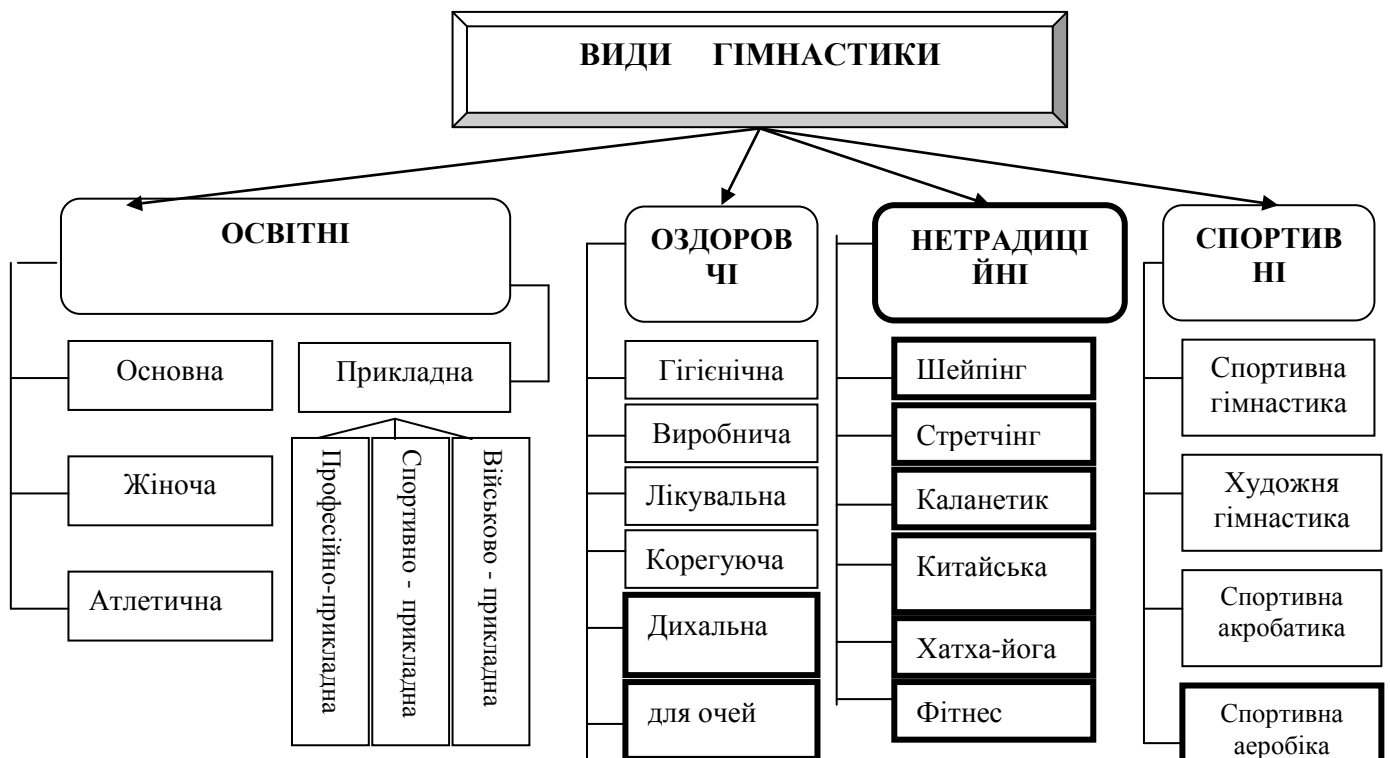 ВИДИ ГІМНАСТИКИ
ОСВІТНІ
Основна
Жіноча
Атлетична
Прикладна
Професійно-прикладна
Спортивно - прикладна
Військово - прикладна
ОЗДОРОВ
ЧІ
Гігієнічна
Виробнича
Лікувальна
Корегуюча
Дихальна
для очей
НЕТРАДИЦІ
ЙНІ
Шейпінг
Стретчінг
Каланетик
Китайська
Хатха-йога
Фітнес
СПОРТИВ
НІ
Спортивна
гімнастика
Художня
гімнастика
Спортивна
акробатика
Спортивна
аеробіка